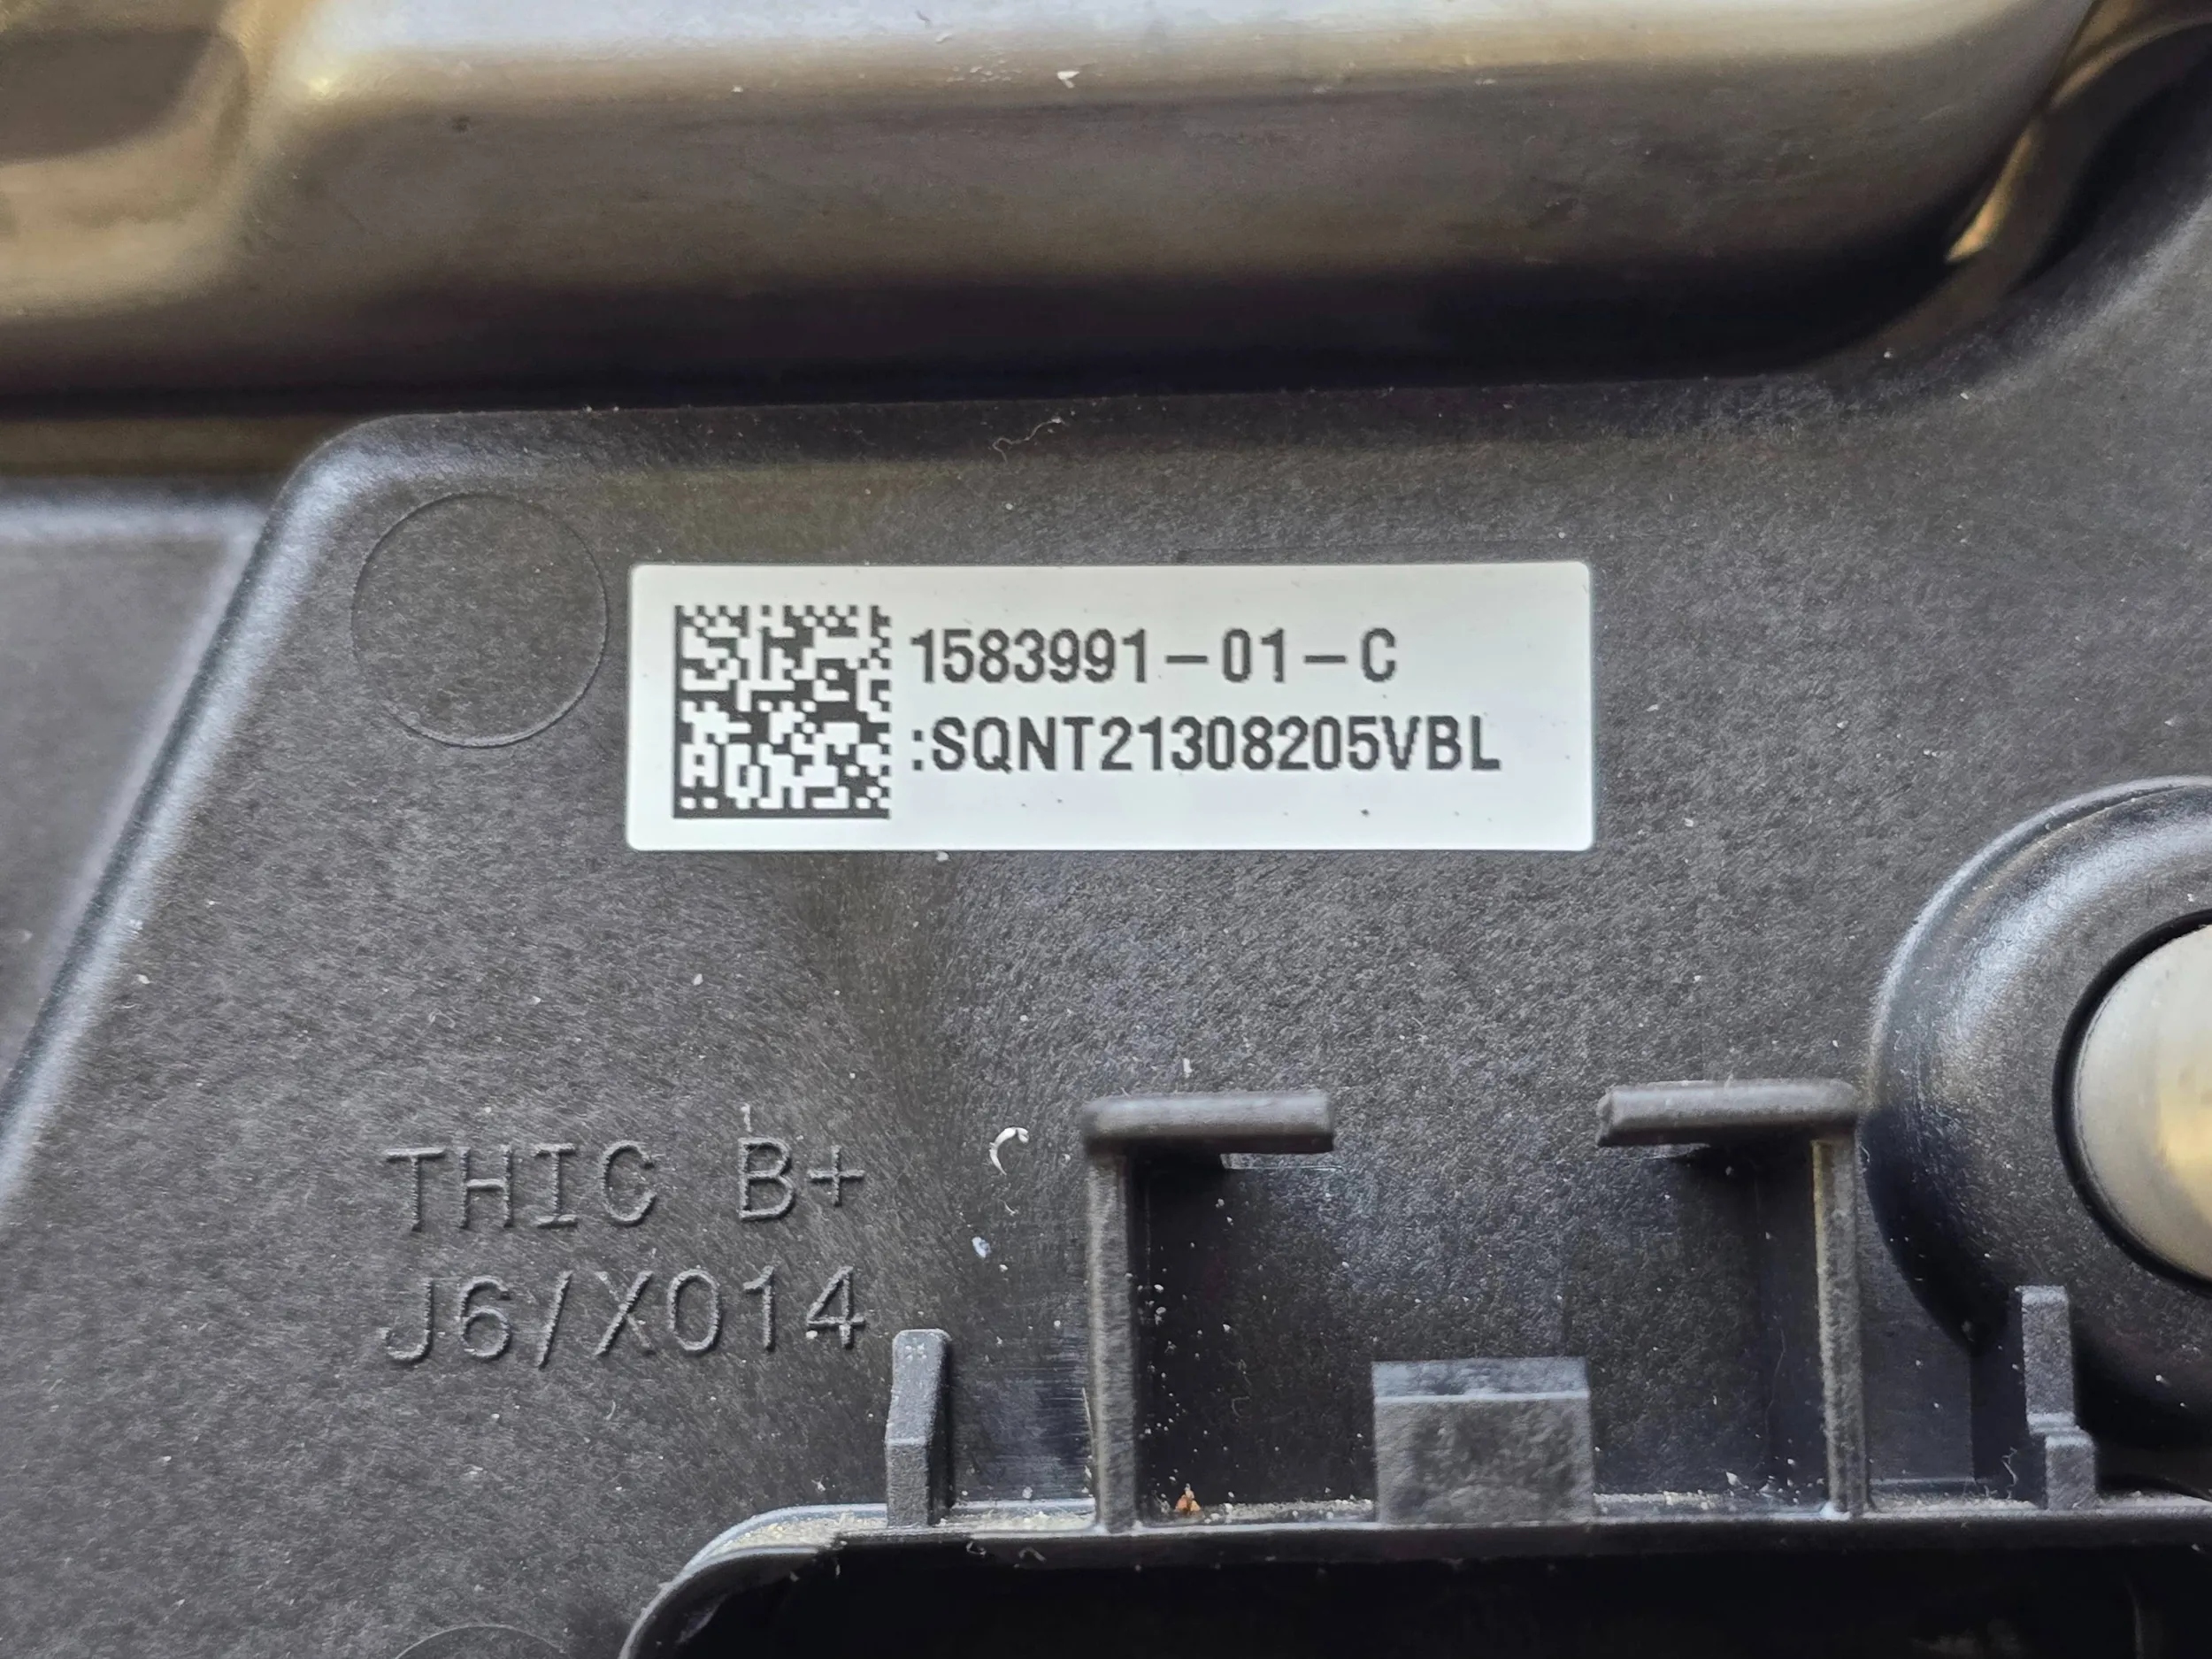 1583991-01-C
:SQNT21308205VBL
THIC B+
J6/X014